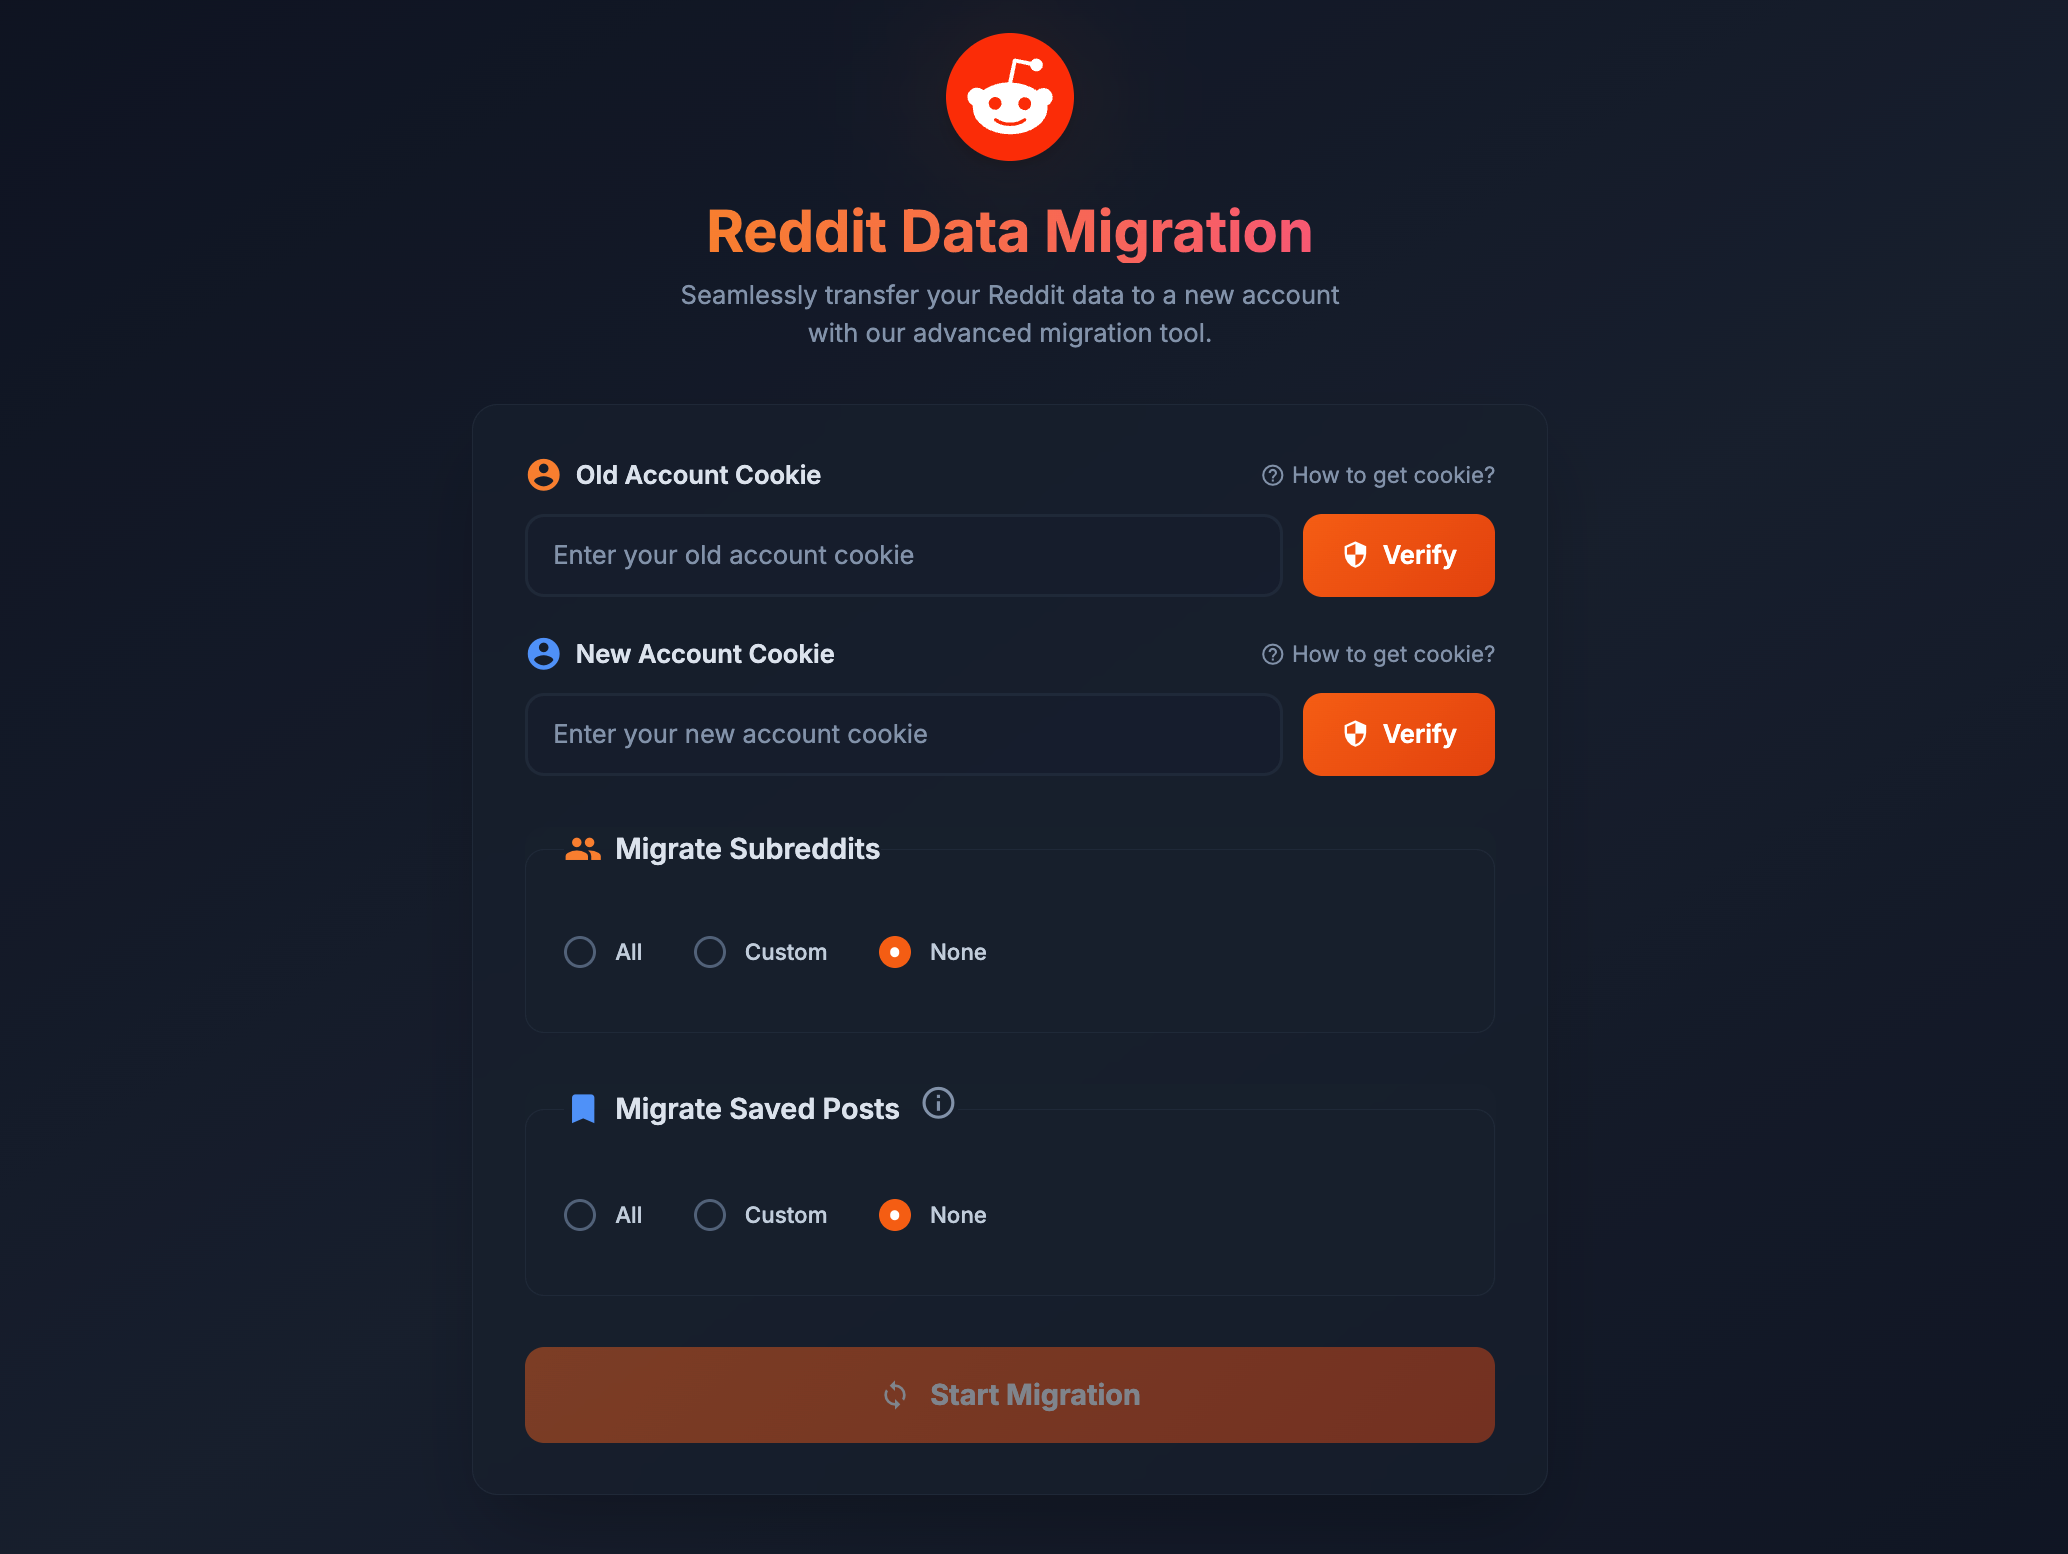 Reddit Data Migration
Seamlessly transfer your Reddit data to a new account
with our advanced migration tool.
Old Account Cookie
How to get cookie?
Enter your old account cookie
Verify
New Account Cookie
How to get cookie?
Enter your new account cookie
Verify
Migrate Subreddits
All Custom None
Migrate Saved Posts
All Custom None
Start Migration